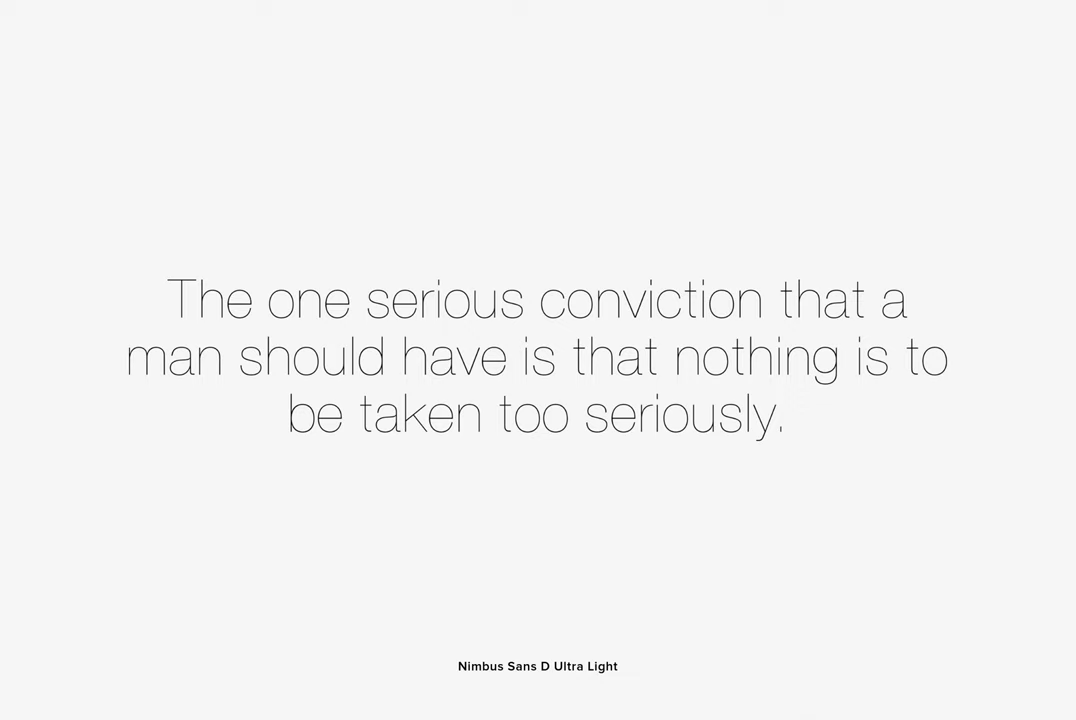 The one serious conviction that a
man should have is that nothing is to
be taken too seriously.
Nimbus Sans D Ultra Light